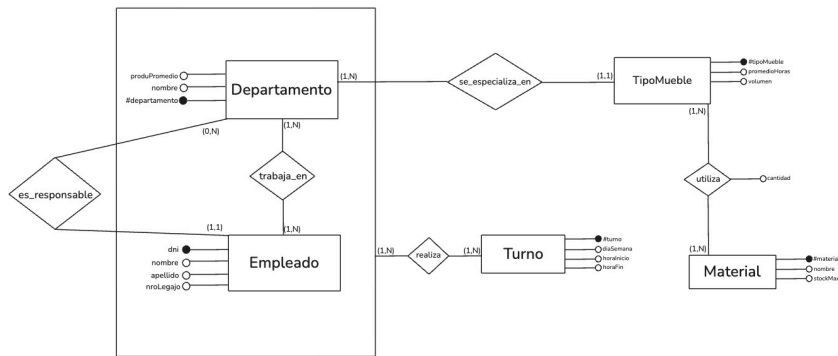 produPromedio
nombre
#departamento
Departamento
(1,N)
se_especializa_en
(1,1)
TipoMueble
#tipoMueble
promedioHoras
volumen
(0,N)
(1,N)
(1,N)
es_responsable
trabaja_en
utiliza
cantidad
(1,1)
(1,N)
dni
nombre
apellido
nroLegajo
Empleado
(1,N)
realiza
(1,N)
Turno
#turno
diaSemana
horaInicio
horaFin
(1,N)
Material
#materia
nombre
stockMax